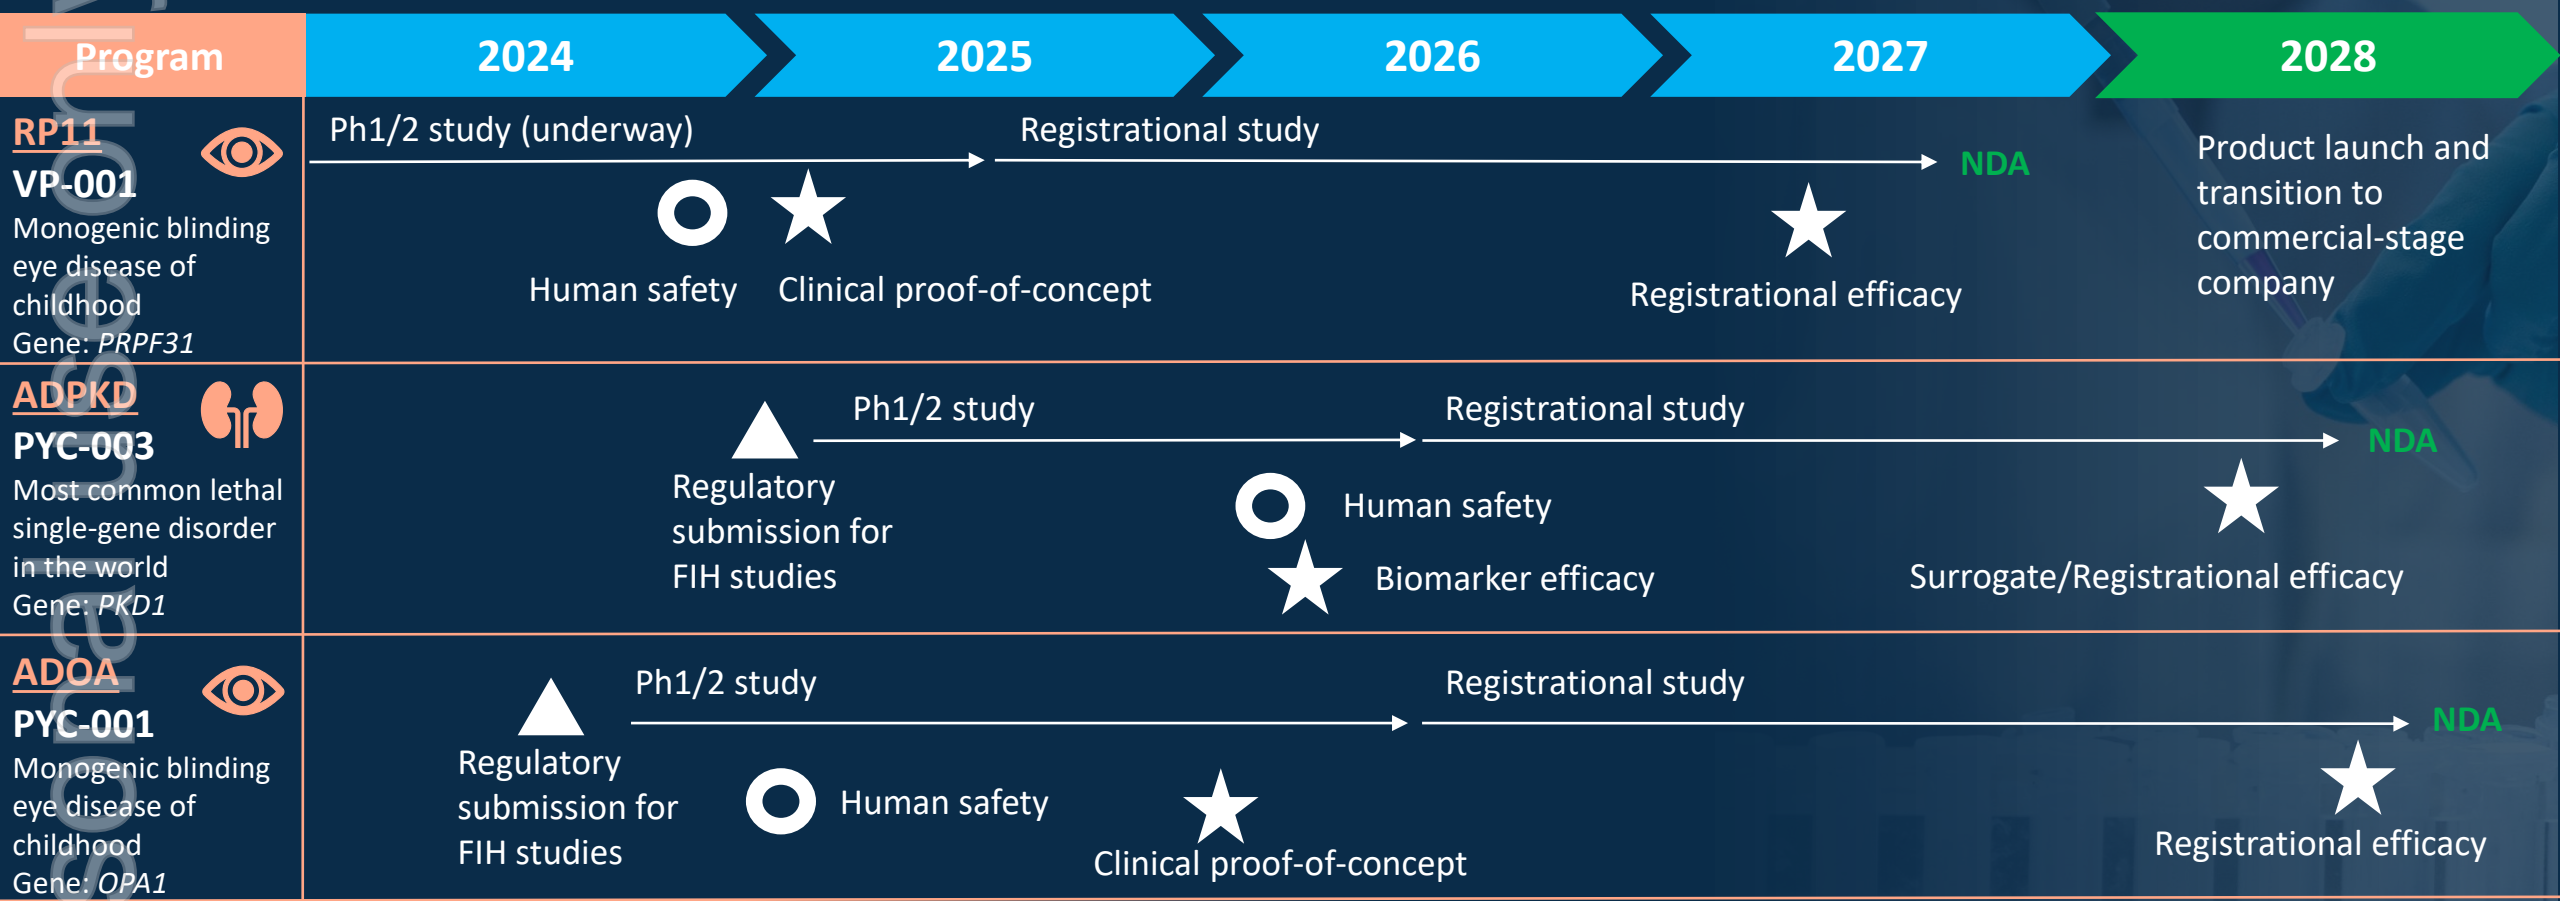 Program
2024
2025
2026
2027
2028
RP11
VP-001
Monogenic blinding
eye disease of
childhood
Gene: PRPF31
Ph1/2 study (underway)
Registrational study
NDA
Human safety
Clinical proof-of-concept
Registrational efficacy
Product launch and
transition to
commercial-stage
company
ADPKD
PYC-003
Most common lethal
single-gene disorder
in the world
Gene: PKD1
Regulatory
submission for
FIH studies
Ph1/2 study
Registrational study
NDA
Human safety
Biomarker efficacy
Surrogate/Registrational efficacy
ADOA
PYC-001
Monogenic blinding
eye disease of
childhood
Gene: OPA1
Regulatory
submission for
FIH studies
Ph1/2 study
Registrational study
NDA
Human safety
Clinical proof-of-concept
Registrational efficacy
sonal use only